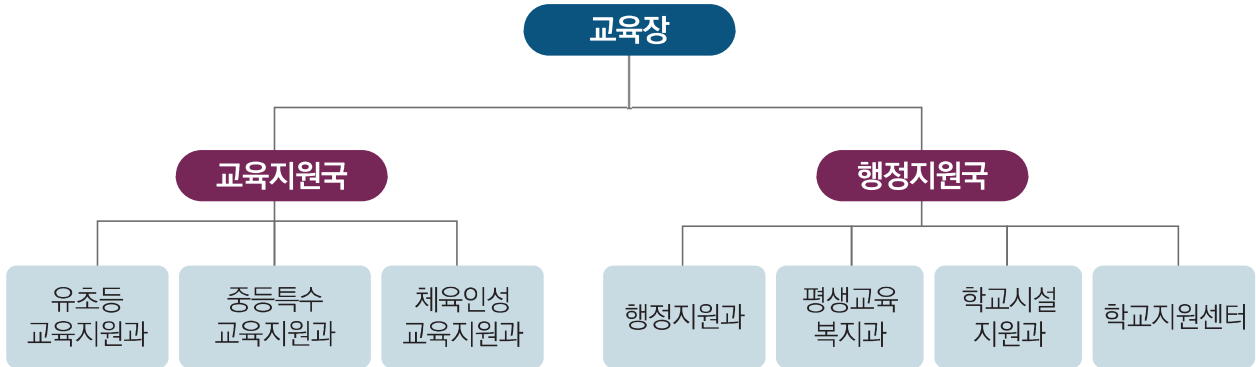 교육장
교육지원국
행정지원국
유초등
교육지원과
중등특수
교육지원과
체육인성
교육지원과
행정지원과
평생교육
복지과
학교시설
지원과
학교지원센터